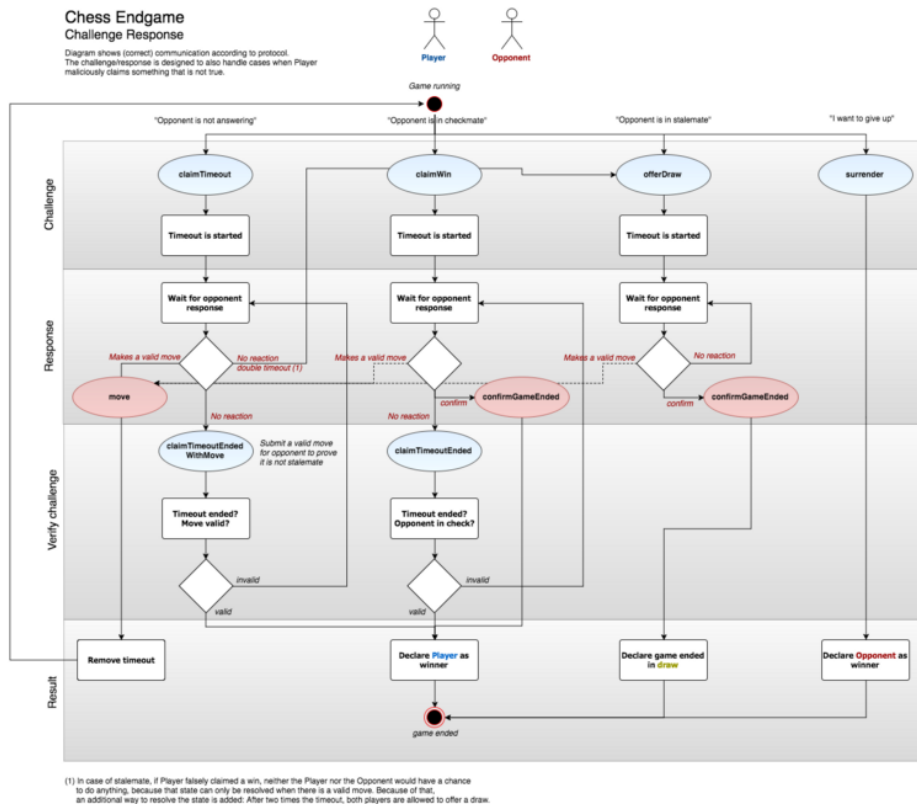 Chess Endgame
Challenge Response
Diagram shows (correct) communication according to protocol.
The challenge/response is designed to also handle cases when Player
maliciously claims something that is not true.
Player
Opponent
Game running
"Opponent is not answering"
"Opponent is in checkmate"
"Opponent is in stalemate"
"I want to give up"
Challenge
claimTimeout
claimWin
offerDraw
surrender
Timeout is started
Timeout is started
Timeout is started
Response
Wait for opponent
response
Wait for opponent
response
Wait for opponent
response
Makes a valid move
No reaction
double timeout (1)
Makes a valid move
Makes a valid move
No reaction
move
confirm
confirmGameEnded
confirm
confirmGameEnded
No reaction
No reaction
Verify challenge
claimTimeoutEnded
WithMove
Submit a valid move
for opponent to prove
it is not stalemate
claimTimeoutEnded
Timeout ended?
Move valid?
Timeout ended?
Opponent in check?
invalid
valid
invalid
valid
Result
Remove timeout
Declare Player as
winner
Declare game ended
in draw
Declare Opponent as
winner
game ended
(1) In case of stalemate, if Player falsely claimed a win, neither the Player nor the Opponent would have a chance
to do anything, because that state can only be resolved when there is a valid move. Because of that,
an additional way to resolve the state is added: After two times the timeout, both players are allowed to offer a draw.